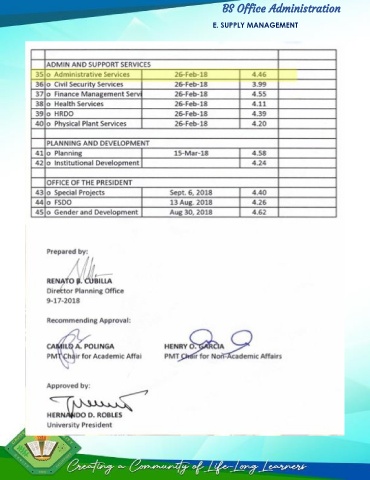 BS Office Administration
E. SUPPLY MANAGEMENT
ADMIN AND SUPPORT SERVICES
35 o Administrative Services 26-Feb-18 4.46
36 o Civil Security Services 26-Feb-18 3.99
37 o Finance Management Servi 26-Feb-18 4.55
38 o Health Services 26-Feb-18 4.11
39 o HRDO 26-Feb-18 4.39
40 o Physical Plant Services 26-Feb-18 4.20
PLANNING AND DEVELOPMENT
41 o Planning 15-Mar-18 4.58
42 o Institutional Development 4.24
OFFICE OF THE PRESIDENT
43 o Special Projects Sept. 6, 2018 4.40
44 o FSDO 13 Aug. 2018 4.26
45 o Gender and Development Aug 30, 2018 4.62
Prepared by:
RENATO B. CUBILLA
Director Planning Office
9-17-2018
Recommending Approval:
CAMILO A. POLINGA HENRY O. GARCIA
PMT Chair for Academic Affai PMT Chair for Non-Academic Affairs
Approved by:
HERNANDO D. ROBLES
University President
Creating a Community of Life-Long Learners